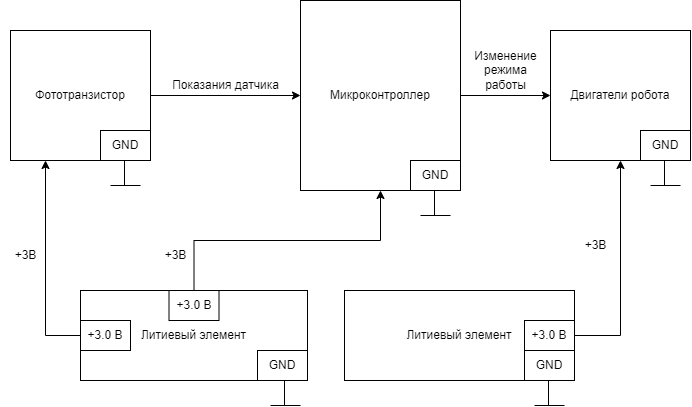 Фототранзистор
GND
Показания датчика
Микроконтроллер
GND
Изменение
режима
работы
Двигатели робота
GND
+3В
+3В
+3В
+3.0 В
+3.0 В
Литиевый элемент
GND
Литиевый элемент
+3.0 В
GND